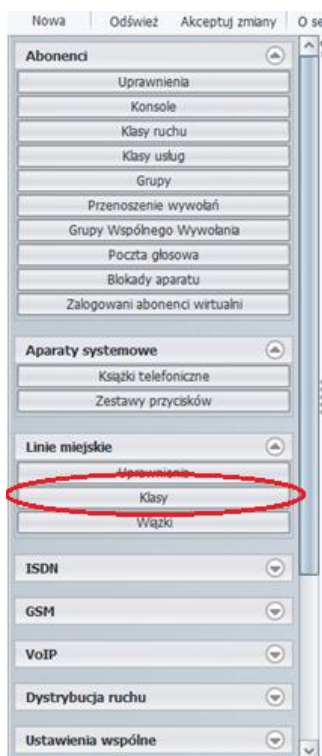 Nowa Odśwież Akceptuj zmiany O se
Abonenci
Uprawnienia
Konsole
Klasy ruchu
Klasy usług
Grupy
Przenoszenie wywołań
Grupy Wspólnego Wywołania
Poczta głosowa
Blokady aparatu
Zalogowani abonenci wirtualni
Aparaty systemowe
Książki telefoniczne
Zestawy przycisków
Linie miejskie
Uprawnienia
Klasy
Wiązki
ISDN
GSM
VoIP
Dystrybucja ruchu
Ustawienia wspólne